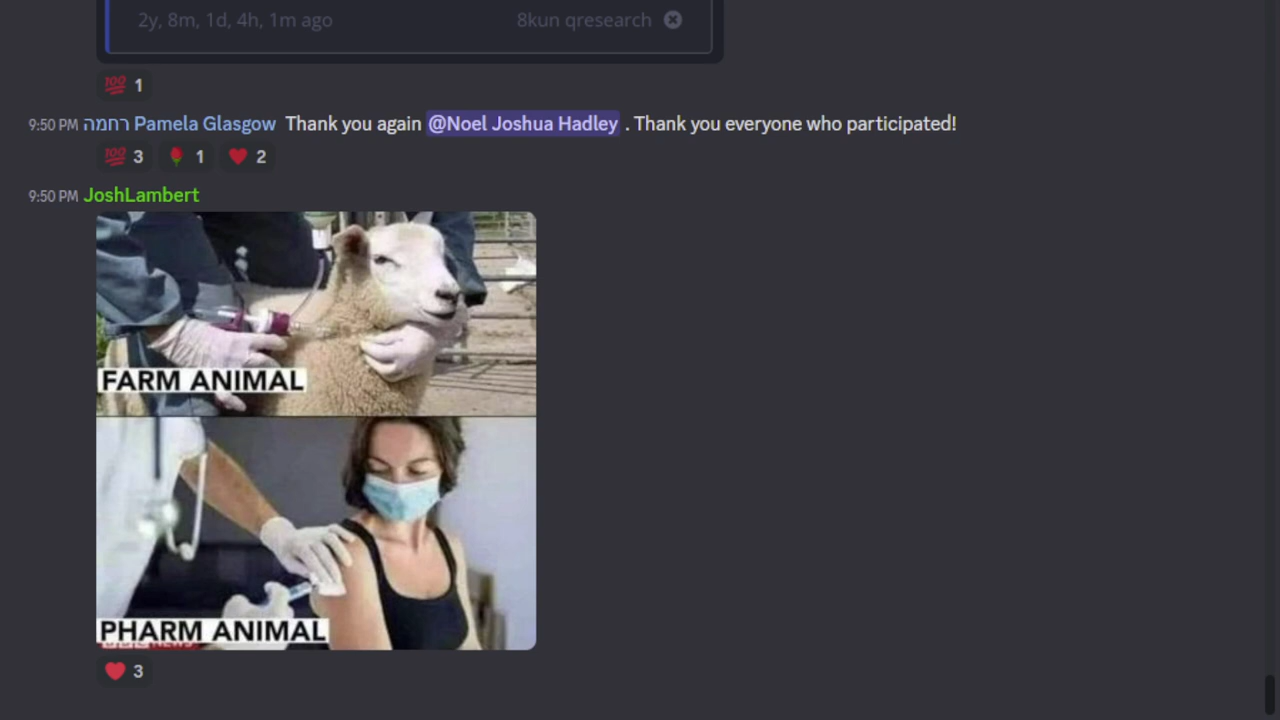 2y, 8m, 1d, 4h, 1m ago 8kun qresearch
💯 1
9:50 PM רחמה Pamela Glasgow Thank you again @Noel Joshua Hadley . Thank you everyone who participated!
💯 3 🌹 1 ❤️ 2
9:50 PM JoshLambert
FARM ANIMAL
PHARM ANIMAL
❤️ 3